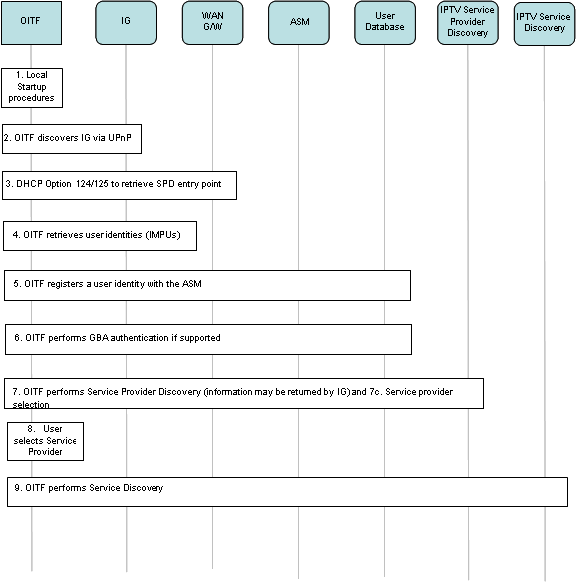 OITF
IG
WAN
G/W
ASM
User
Database
IPTV Service
Provider
Discovery
IPTV Service
Discovery
1. Local
Startup
procedures
2. OITF discovers IG via UPnP
3. DHCP Option 124/125 to retrieve SPD entry point
4. OITF retrieves user identities (IMPUs)
5. OITF registers a user identity with the ASM
6. OITF performs GBA authentication if supported
7. OITF performs Service Provider Discovery (information may be returned by IG) and 7c. Service provider
selection
8. User
selects Service
Provider
9. OITF performs Service Discovery